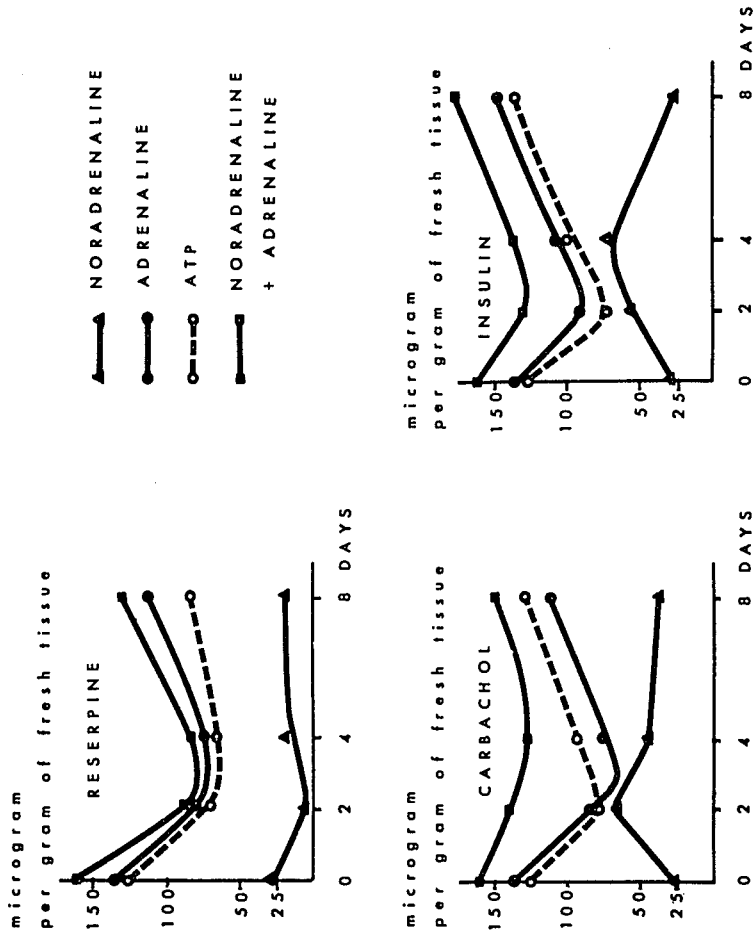 microgram
per gram of fresh tissue
RESERPINE
150
100
50
25
0
2
4
8 DAYS
NORADRENALINE
ADRENALINE
ATP
NORADRENALINE
+ ADRENALINE
microgram
per gram of fresh tissue
CARBACHOL
150
100
50
25
0
2
4
8 DAYS
microgram
per gram of fresh tissue
INSULIN
150
100
50
25
0
2
4
8 DAYS